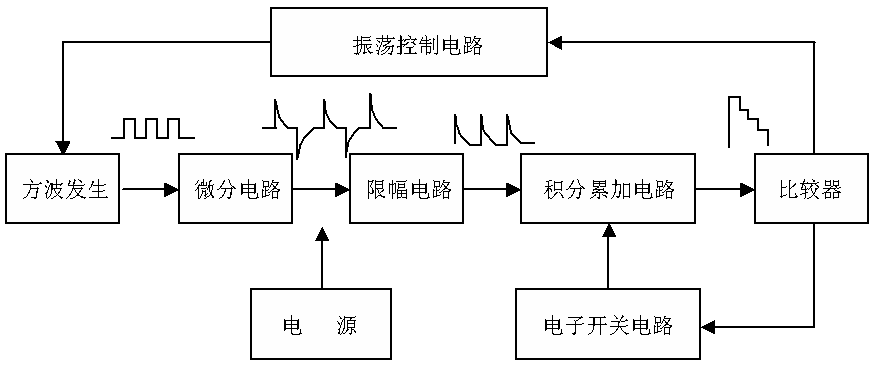 振荡控制电路
方波发生
微分电路
限幅电路
积分累加电路
比较器
电 源
电子开关电路